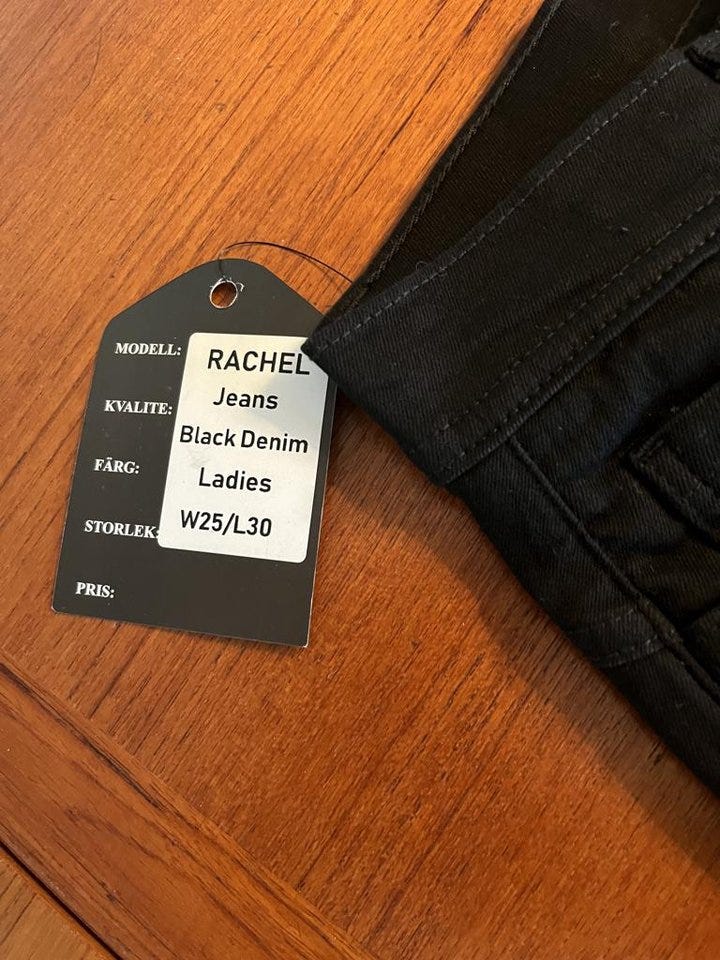 MODELL: RACHEL
Jeans
KVALITE:
Black Denim
FÄRG:
Ladies
STORLEK: W25/L30
PRIS: